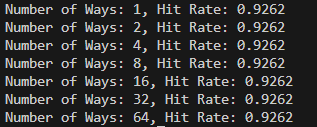 Number of Ways: 1, Hit Rate: 0.9262
Number of Ways: 2, Hit Rate: 0.9262
Number of Ways: 4, Hit Rate: 0.9262
Number of Ways: 8, Hit Rate: 0.9262
Number of Ways: 16, Hit Rate: 0.9262
Number of Ways: 32, Hit Rate: 0.9262
Number of Ways: 64, Hit Rate: 0.9262